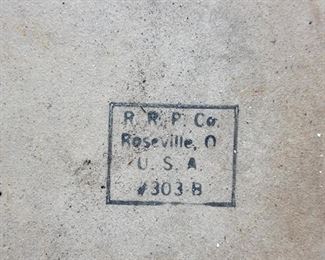 R. R. P. Co.
Roseville, O
U. S. A.
#303-B